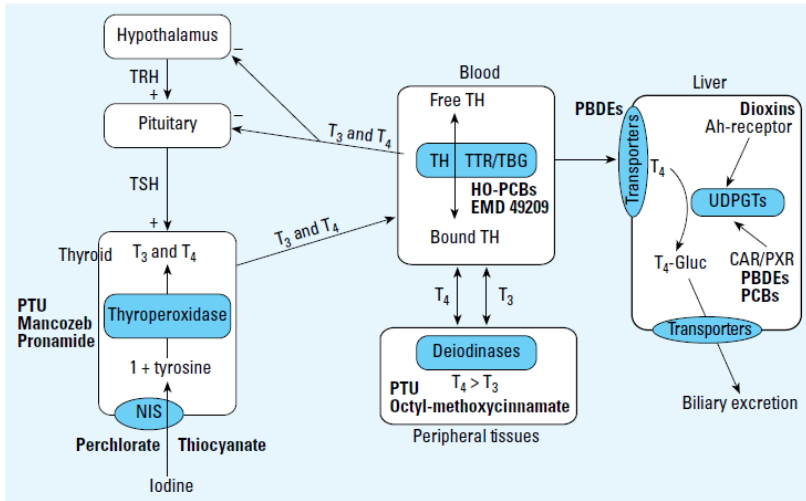 Hypothalamus
–
TRH
+
Pituitary
–
TSH
+
T3 and T4
Thyroid
T3 and T4
Thyroperoxidase
PTU
Mancozeb
Pronamide
1 + tyrosine
NIS
Perchlorate
Thiocyanate
Iodine
T3 and T4
Blood
Free TH
TH
TTR/TBG
HO-PCBs
EMD 49209
Bound TH
T4
T3
Deiodinases
T4 > T3
PTU
Octyl-methoxycinnamate
Peripheral tissues
Liver
PBDEs
Transporters
Dioxins
Ah-receptor
T4
UDPGTs
T4-Gluc
CAR/PXR
PBDEs
PCBs
Transporters
Biliary excretion